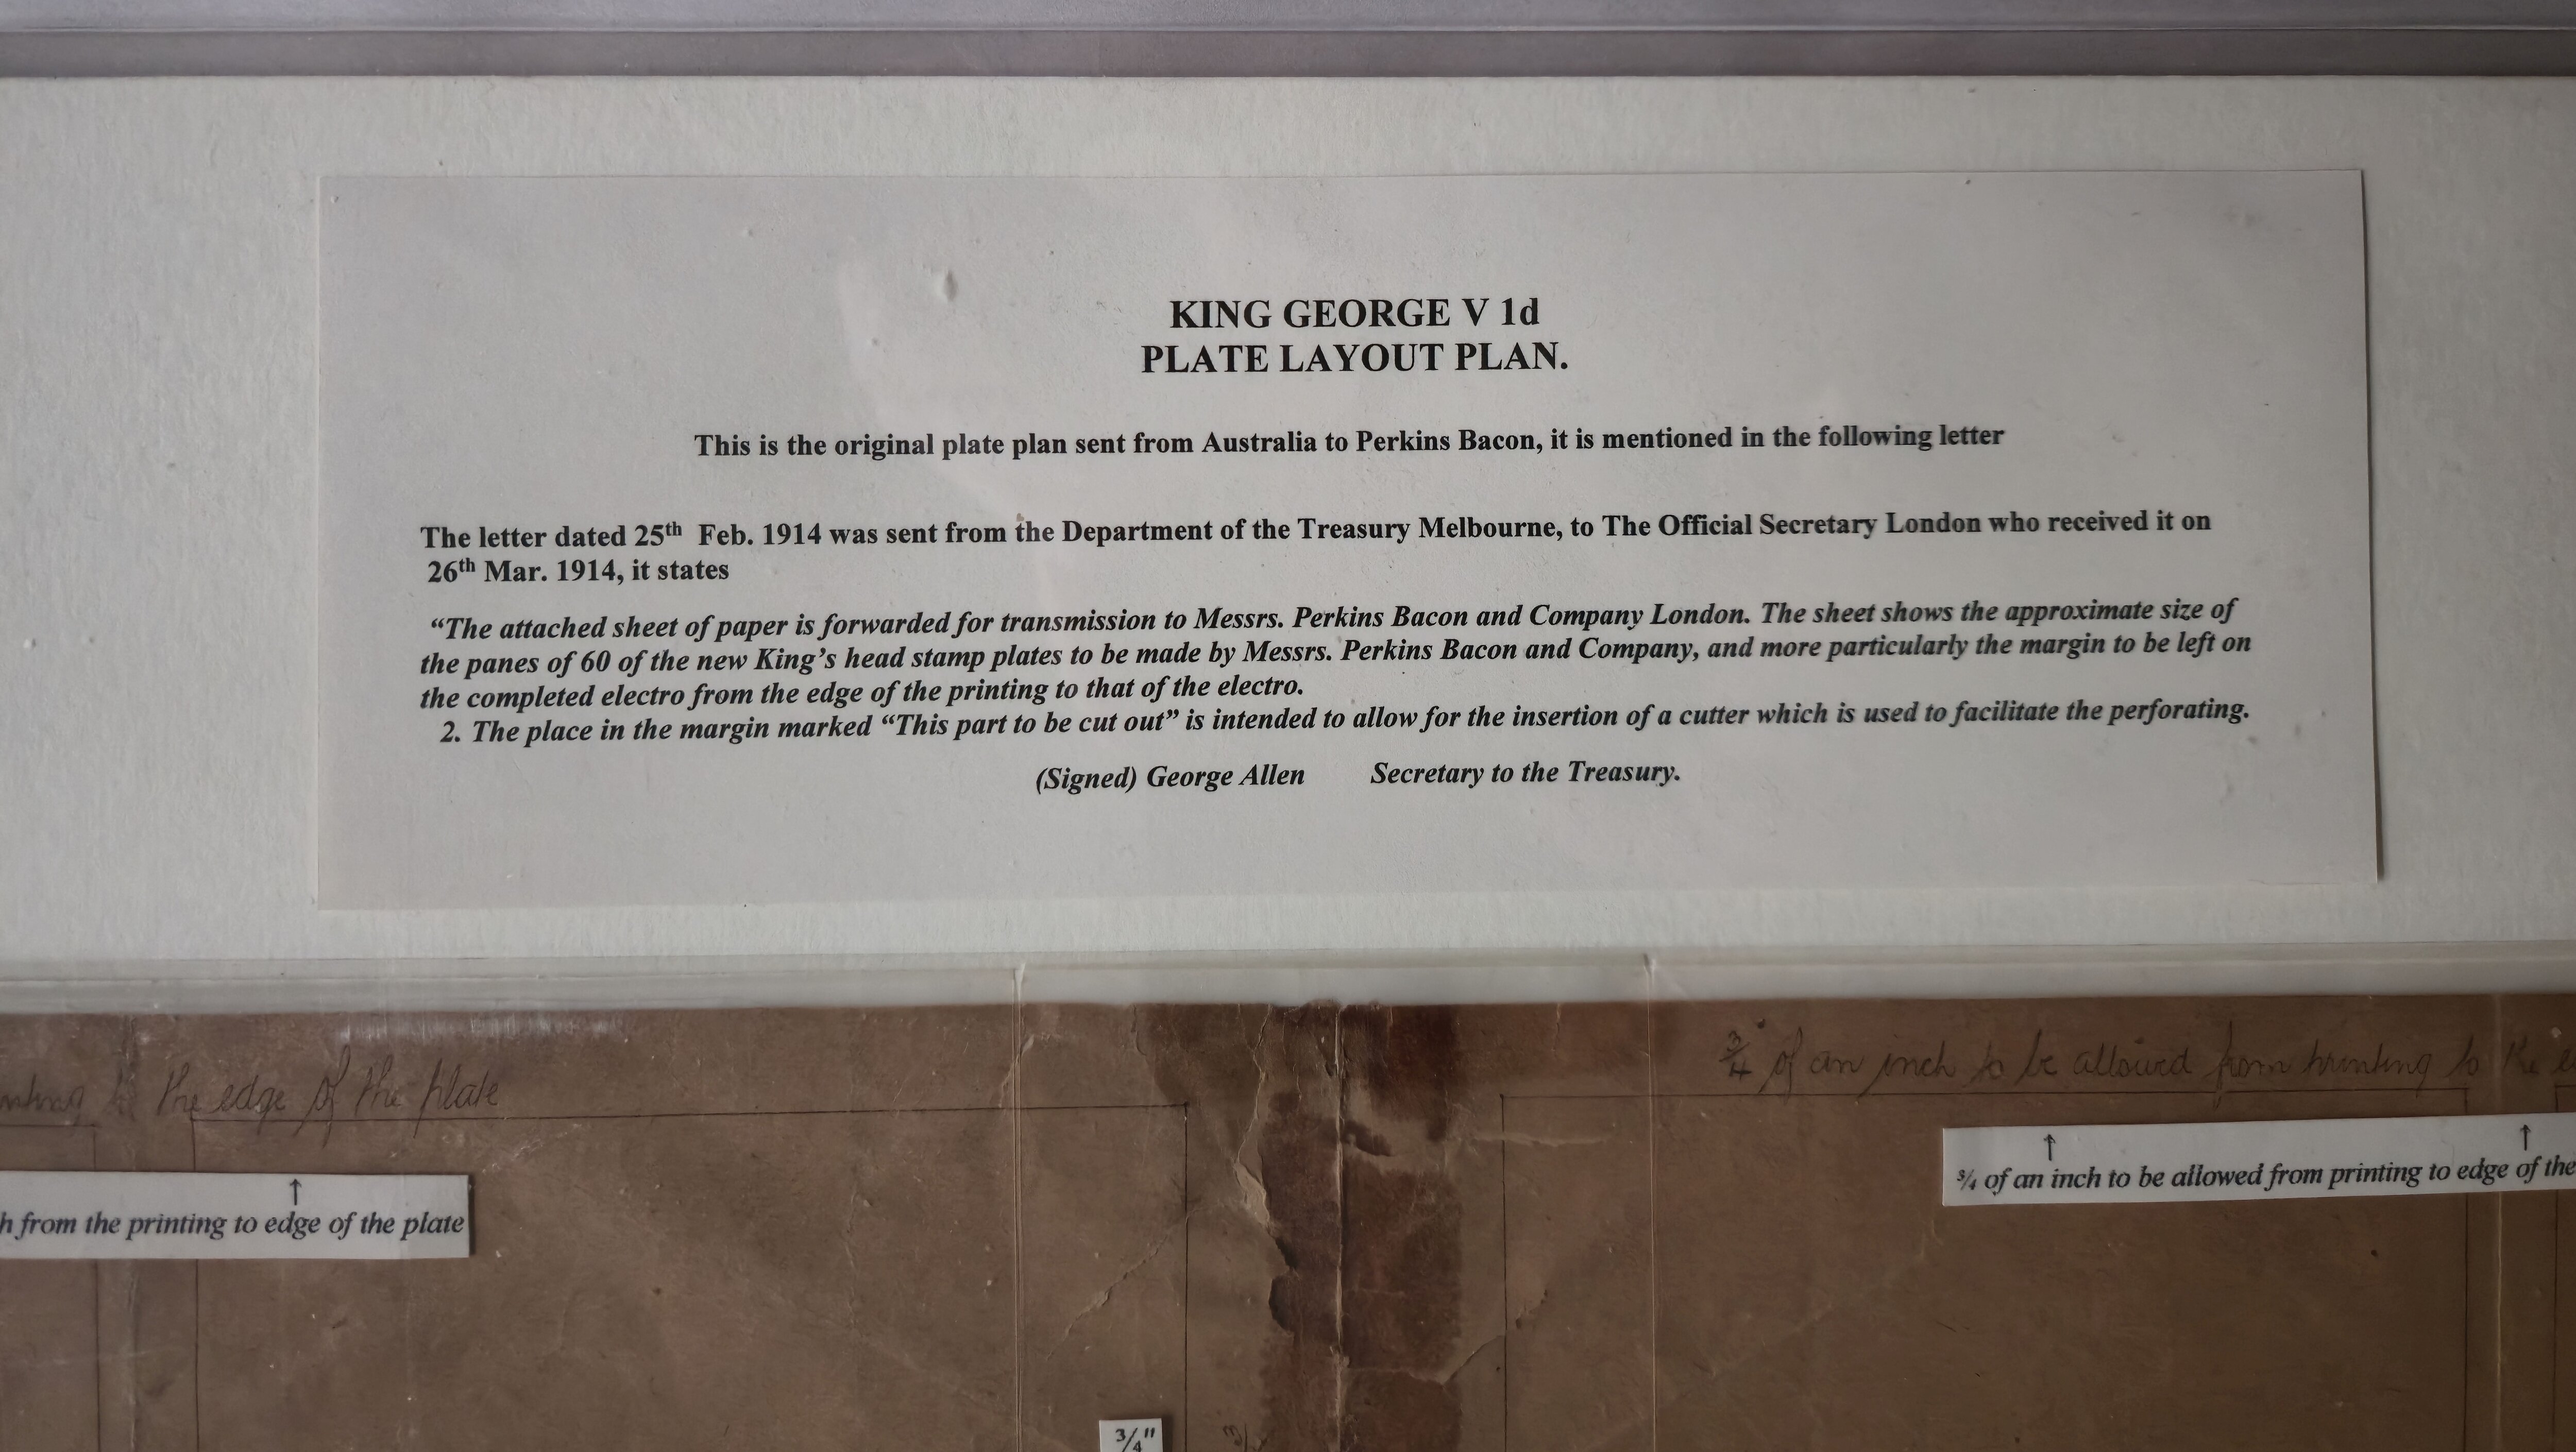 KING GEORGE V 1d
PLATE LAYOUT PLAN.
This is the original plate plan sent from Australia to Perkins Bacon, it is mentioned in the following letter
The letter dated 25th Feb. 1914 was sent from the Department of the Treasury Melbourne, to The Official Secretary London who received it on
26th Mar. 1914, it states
“The attached sheet of paper is forwarded for transmission to Messrs. Perkins Bacon and Company London. The sheet shows the approximate size of
the panes of 60 of the new King’s head stamp plates to be made by Messrs. Perkins Bacon and Company, and more particularly the margin to be left on
the completed electro from the edge of the printing to that of the electro.
2. The place in the margin marked “This part to be cut out” is intended to allow for the insertion of a cutter which is used to facilitate the perforating.
(Signed) George Allen Secretary to the Treasury.
the edge of the plate
3/4 of an inch to be allowed from printing to the
↑
from the printing to edge of the plate
↑ ↑
3/4 of an inch to be allowed from printing to edge of the
3/4"